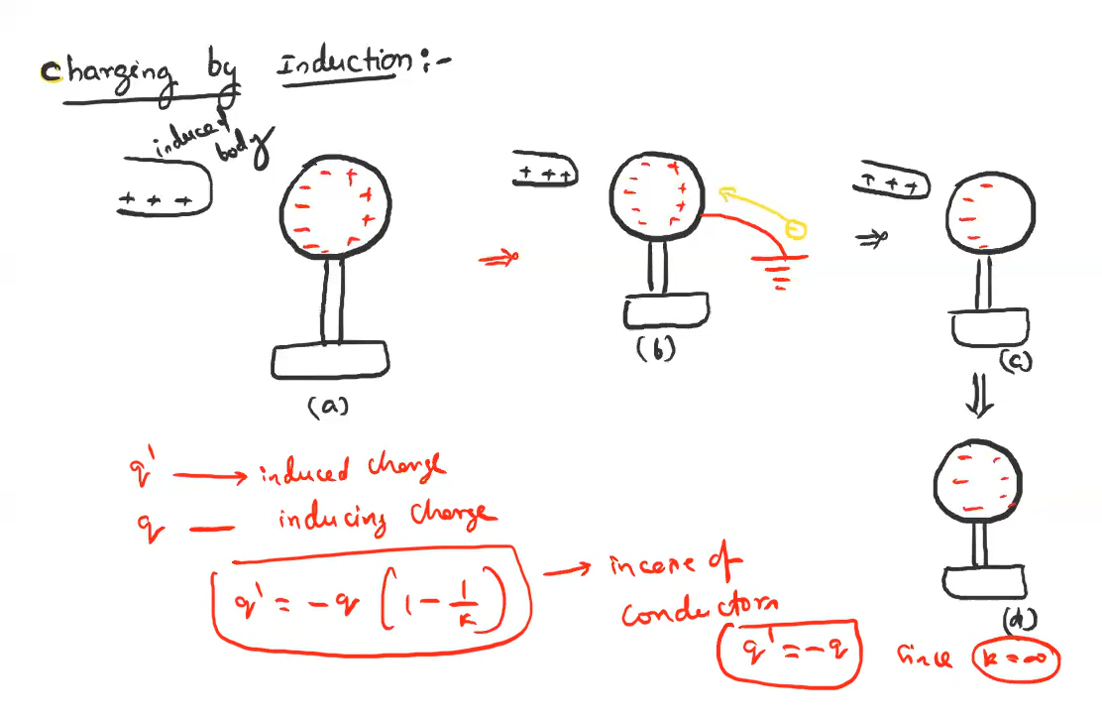 Charging by Induction:-
induced body
+ + +
+ + +
+ + +
(a)
(b)
(c)
(d)
q' → induced charge
q — inducing charge
q' = -q (1 - 1/k) → incase of conductors
q' = -q since k = ∞